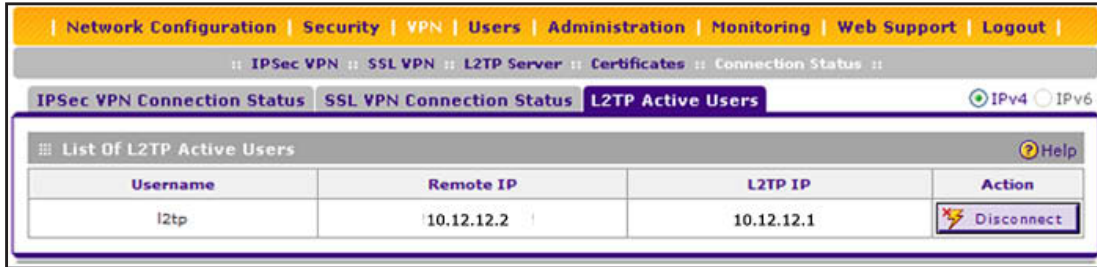 | Network Configuration | Security | VPN | Users | Administration | Monitoring | Web Support | Logout |
:: IPSec VPN :: SSL VPN :: L2TP Server :: Certificates :: Connection Status ::
IPSec VPN Connection Status SSL VPN Connection Status L2TP Active Users IPv4 IPv6
List Of L2TP Active Users ? Help
Username Remote IP L2TP IP Action
l2tp 10.12.12.2 10.12.12.1 Disconnect